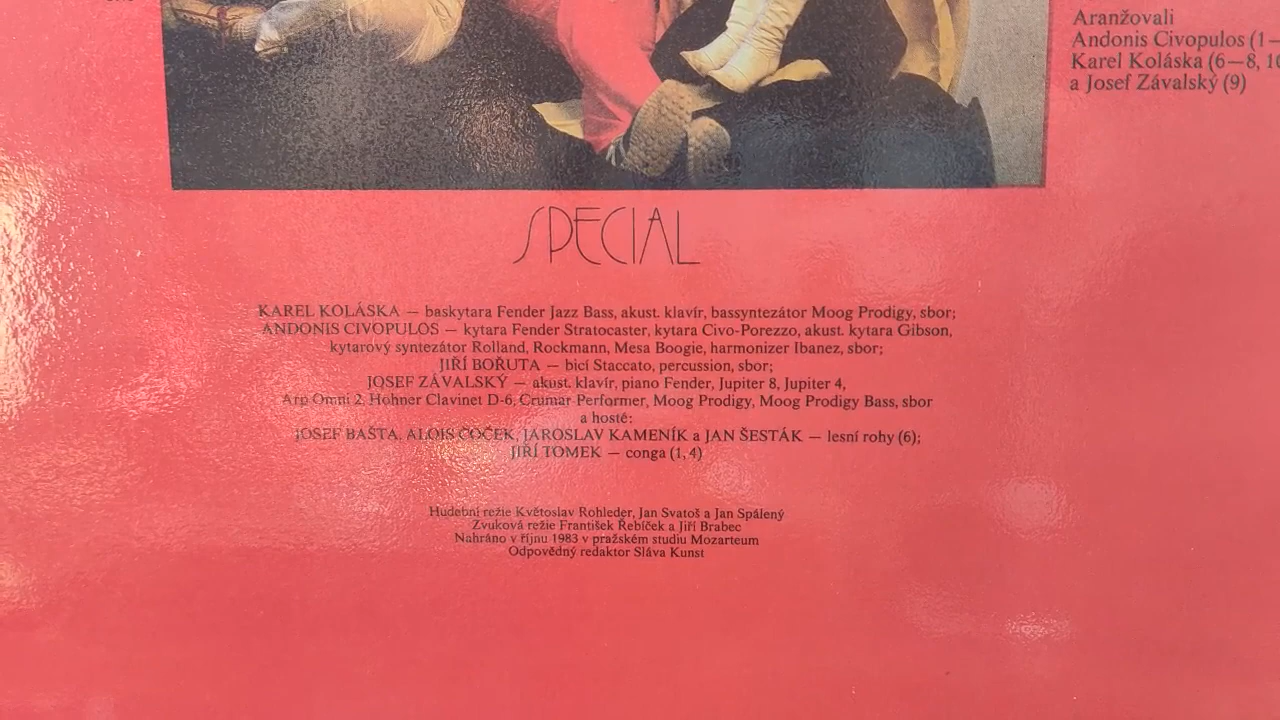 Aranžovali
Andonis Civopulos (1—
Karel Koláska (6—8, 10
a Josef Závalský (9)
SPECIAL
KAREL KOLÁSKA — baskytara Fender Jazz Bass, akust. klavír, bassyntezátor Moog Prodigy, sbor;
ANDONIS CIVOPULOS — kytara Fender Stratocaster, kytara Civo-Porezzo, akust. kytara Gibson,
kytarový syntezátor Rolland, Rockmann, Mesa Boogie, harmonizer Ibanez, sbor;
JIŘÍ BOŘUTA — bicí Staccato, percussion, sbor;
JOSEF ZÁVALSKÝ — akust. klavír, piano Fender, Jupiter 8, Jupiter 4,
Arp Omni 2, Hohner Clavinet D-6, Crumar Performer, Moog Prodigy, Moog Prodigy Bass, sbor
a hosté:
JOSEF BAŠTA, ALOIS ČOČEK, JAROSLAV KAMENÍK a JAN ŠESTÁK — lesní rohy (6);
JIŘÍ TOMEK — conga (1, 4)
Hudební režie Květoslav Rohleder, Jan Svatoš a Jan Spálený
Zvuková režie František Řebíček a Jiří Brabec
Nahráno v říjnu 1983 v pražském studiu Mozarteum
Odpovědný redaktor Sláva Kunst